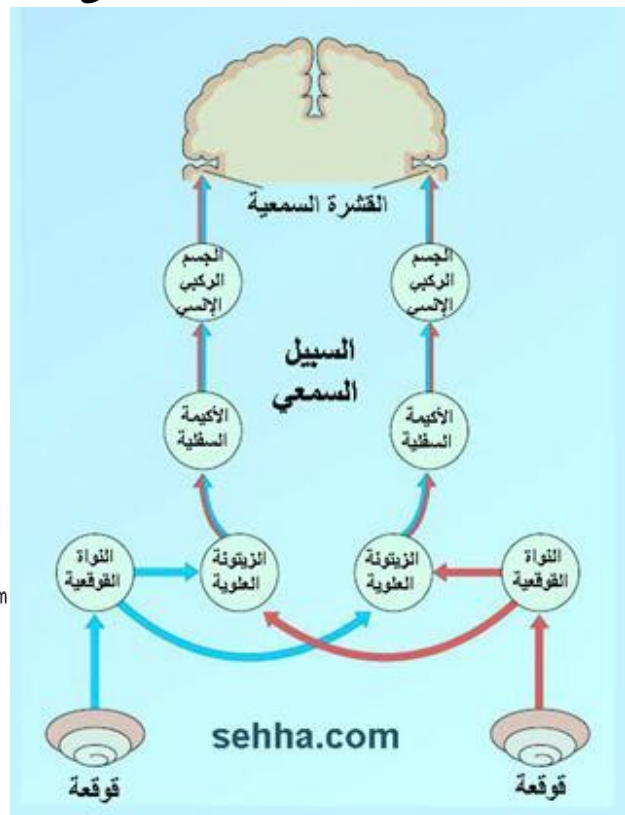 القشرة السمعية
الجسم
الركبي
الإنسي
الجسم
الركبي
الإنسي
السبيل
السمعي
الأكيمة
السفلية
الأكيمة
السفلية
النواة
القوقعية
الزيتونة
العلوية
الزيتونة
العلوية
النواة
القوقعية
m
sehha.com
قوقعة
قوقعة